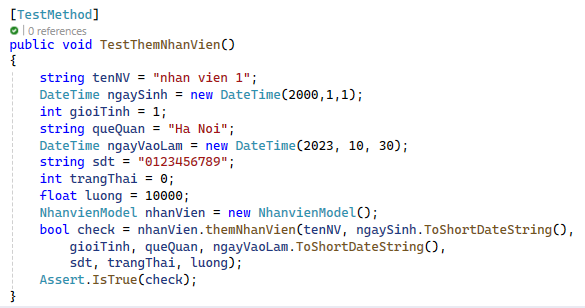 [TestMethod]
0 references
public void TestThemNhanVien()
{
string tenNV = "nhan vien 1";
DateTime ngaySinh = new DateTime(2000,1,1);
int gioiTinh = 1;
string queQuan = "Ha Noi";
DateTime ngayVaoLam = new DateTime(2023, 10, 30);
string sdt = "0123456789";
int trangThai = 0;
float luong = 10000;
NhanvienModel nhanVien = new NhanvienModel();
bool check = nhanVien.themNhanVien(tenNV, ngaySinh.ToShortDateString(),
gioiTinh, queQuan, ngayVaoLam.ToShortDateString(),
sdt, trangThai, luong);
Assert.IsTrue(check);
}